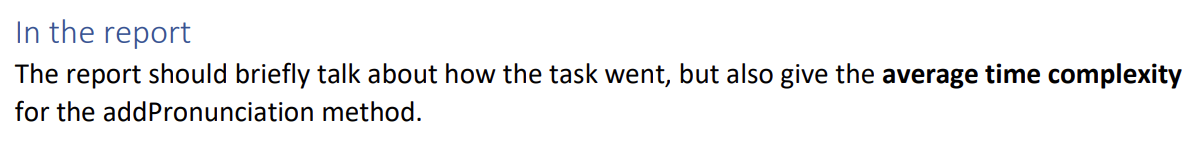 In the report
The report should briefly talk about how the task went, but also give the average time complexity
for the addPronunciation method.